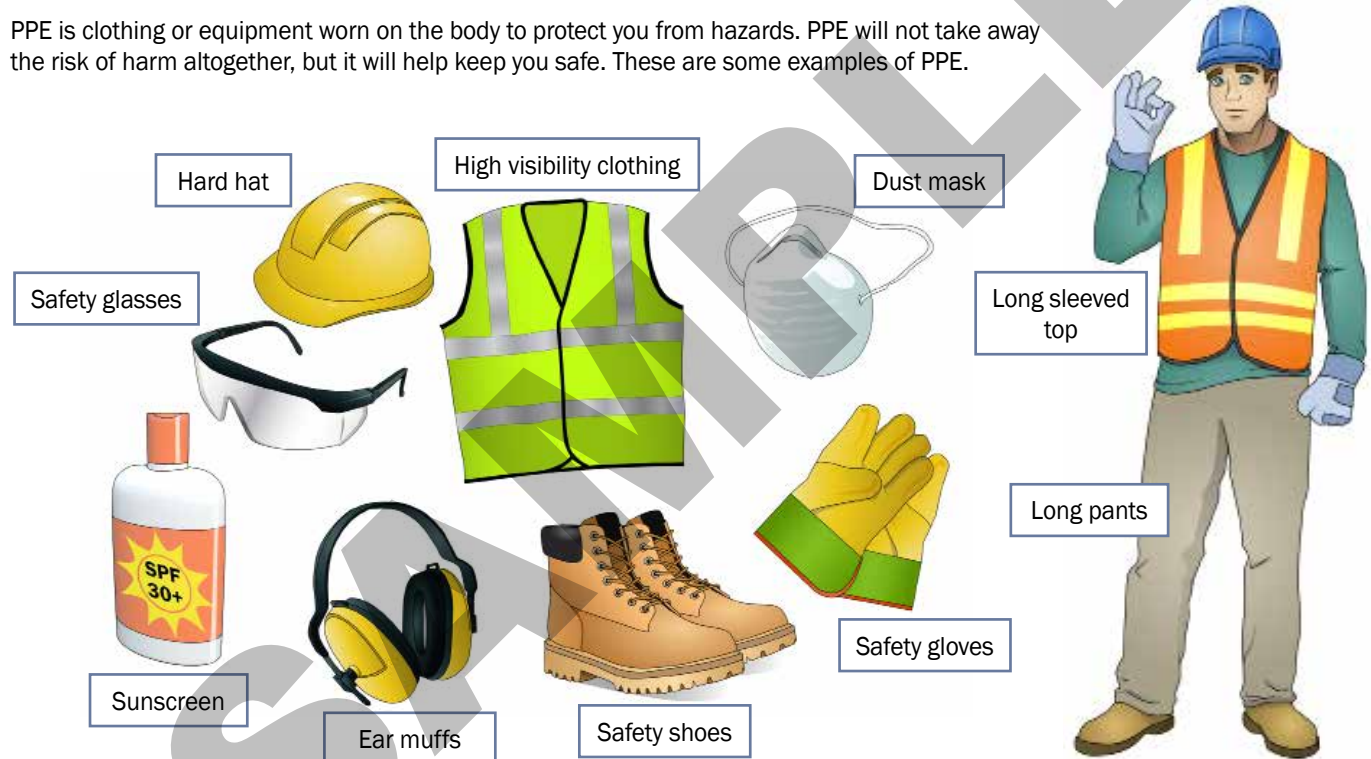 PPE is clothing or equipment worn on the body to protect you from hazards. PPE will not take away
the risk of harm altogether, but it will help keep you safe. These are some examples of PPE.
Hard hat
High visibility clothing
Dust mask
Safety glasses
Long sleeved
top
SPF
30+
Long pants
Safety gloves
Sunscreen
Ear muffs
Safety shoes
SAMPLE